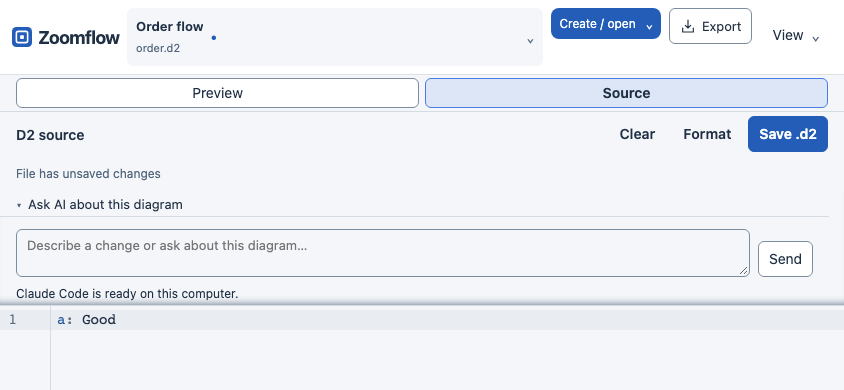 Zoomflow
Order flow
order.d2
Create / open
Export
View
Preview
Source
D2 source
Clear
Format
Save .d2
File has unsaved changes
Ask AI about this diagram
Describe a change or ask about this diagram...
Send
Claude Code is ready on this computer.
1 a: Good